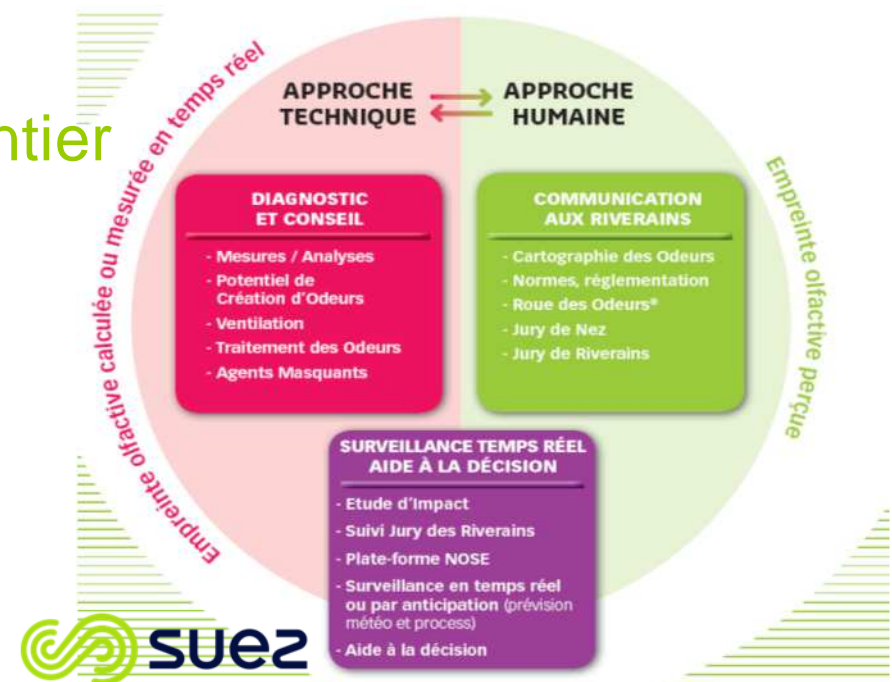 ntier
APPROCHE
TECHNIQUE
APPROCHE
HUMAINE
Empreinte olfactive calculée ou mesurée en temps réel
DIAGNOSTIC
ET CONSEIL
- Mesures / Analyses
- Potentiel de
Création d'Odeurs
- Ventilation
- Traitement des Odeurs
- Agents Masquants
COMMUNICATION
AUX RIVERAINS
- Cartographie des Odeurs
- Normes, réglementation
- Roue des Odeurs*
- Jury de Nez
- Jury de Riverains
Empreinte olfactive perçue
SURVEILLANCE TEMPS RÉEL
AIDE À LA DÉCISION
- Etude d'Impact
- Suivi Jury des Riverains
- Plate-forme NOSE
- Surveillance en temps réel
ou par anticipation (prévision
météo et process)
- Aide à la décision
suez